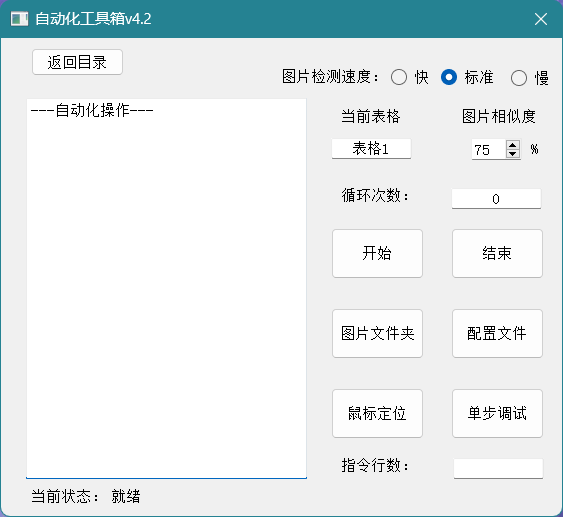 自动化工具箱v4.2
返回目录
图片检测速度： 快 标准 慢
---自动化操作---
当前表格 图片相似度
表格1 75 %
循环次数： 0
开始 结束
图片文件夹 配置文件
鼠标定位 单步调试
指令行数：
当前状态： 就绪